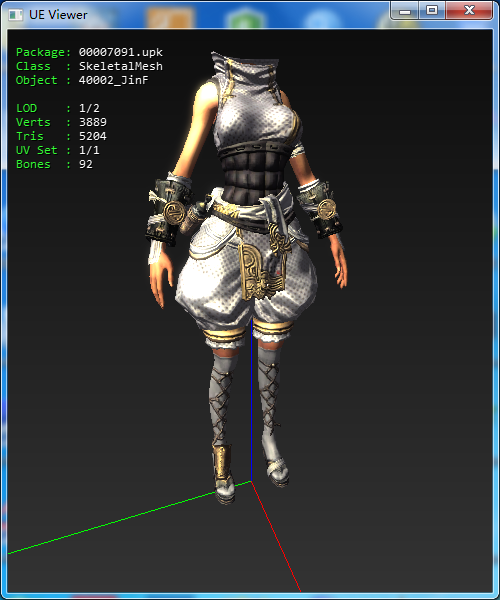 UE Viewer
Package: 00007091.upk
Class : SkeletalMesh
Object : 40002_JinF
LOD : 1/2
Verts : 3889
Tris : 5204
UV Set : 1/1
Bones : 92